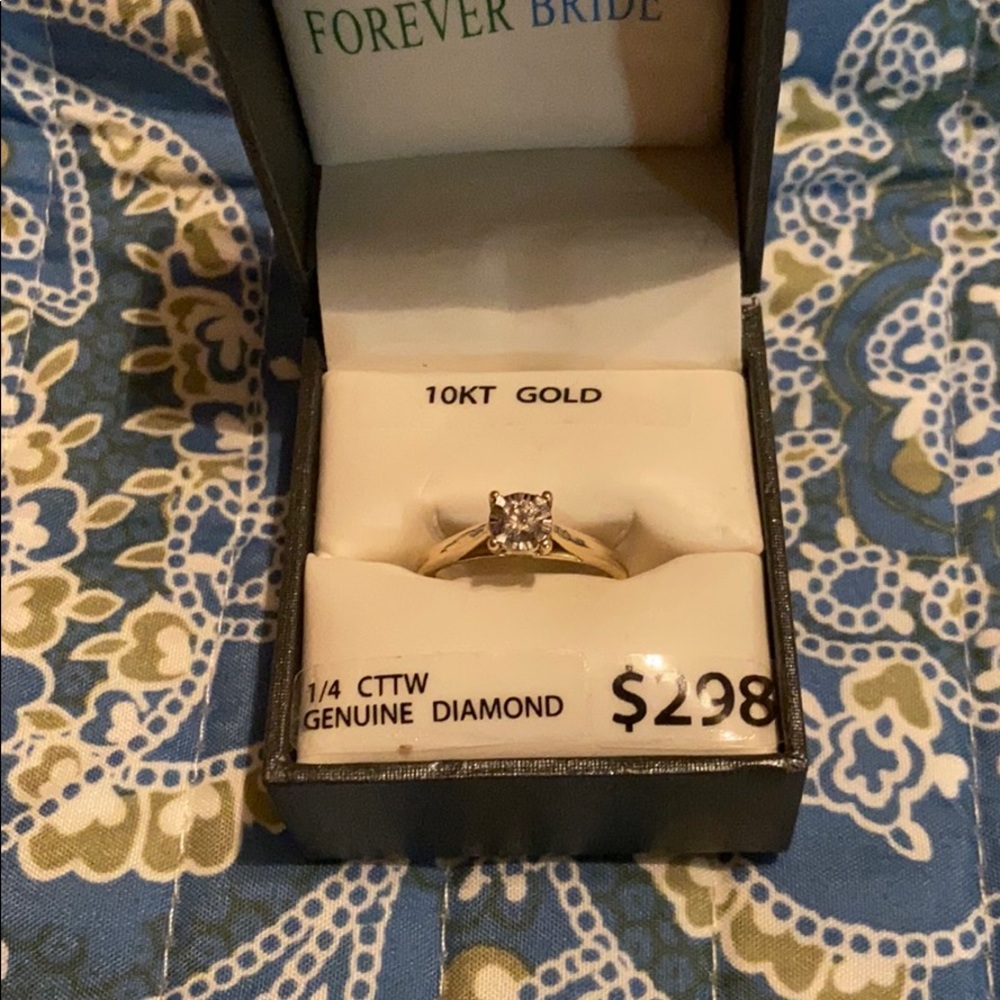 FOREVER BRIDE
10KT GOLD
1/4 CTTW
GENUINE DIAMOND
$298